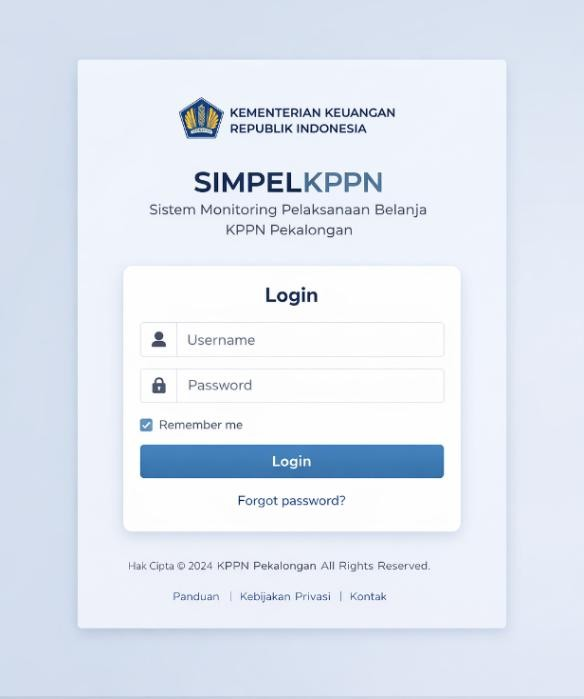 KEMENTERIAN KEUANGAN
REPUBLIK INDONESIA
SIMPELKPPN
Sistem Monitoring Pelaksanaan Belanja
KPPN Pekalongan
Login
Username
Password
Remember me
Login
Forgot password?
Hak Cipta © 2024 KPPN Pekalongan All Rights Reserved.
Panduan | Kebijakan Privasi | Kontak